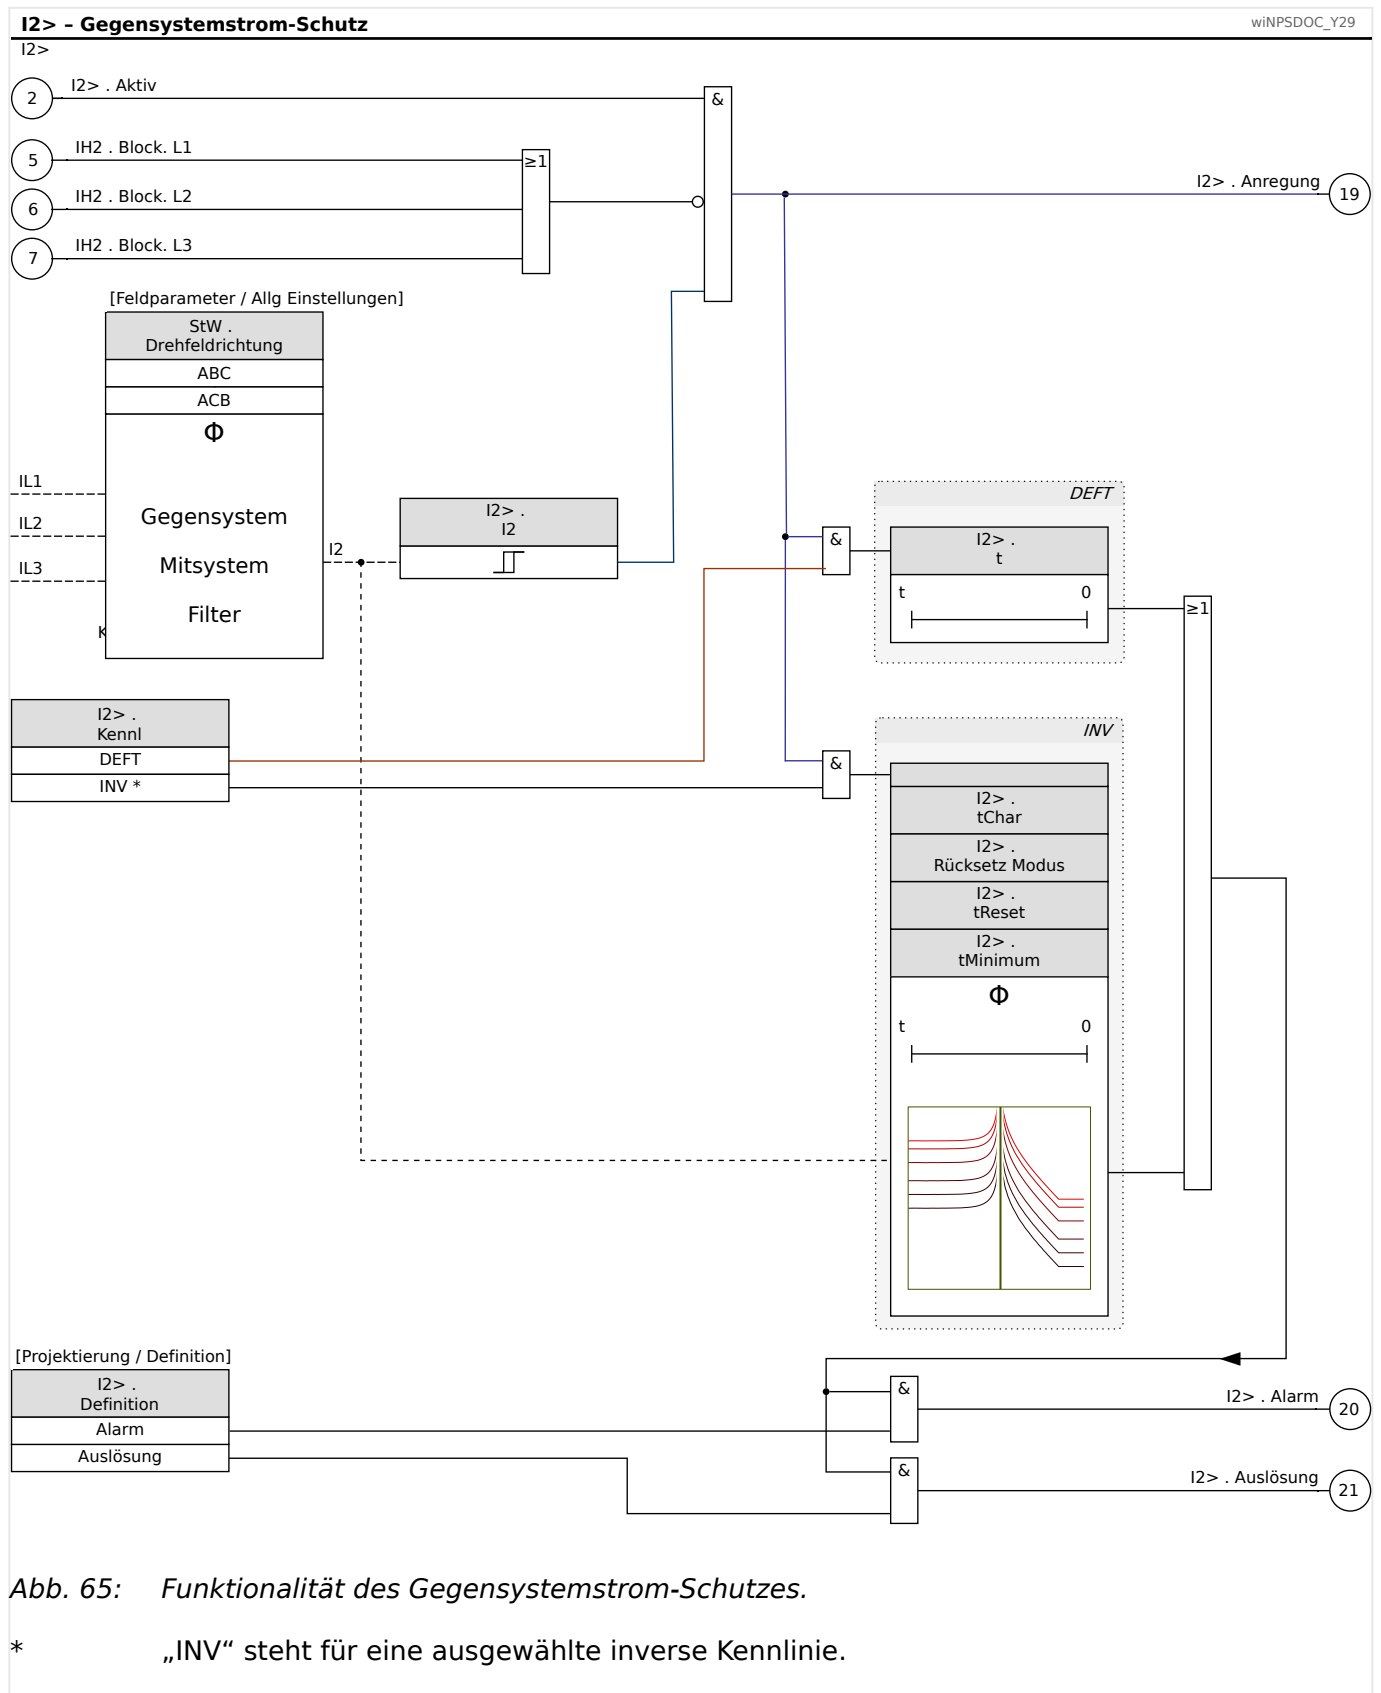 I2> – Gegensystemstrom-Schutz
wiNPSDOC_Y29
I2>
2
I2> . Aktiv
&
5
IH2 . Block. L1
≥1
6
IH2 . Block. L2
7
IH2 . Block. L3
I2> . Anregung
19
[Feldparameter / Allg Einstellungen]
StW .
Drehfeldrichtung
ABC
ACB
Φ
Gegensystem
Mitsystem
Filter
IL1
IL2
IL3
K
I2
I2> .
I2
&
DEFT
I2> .
t
t 0
≥1
I2> .
Kennl
DEFT
INV *
&
INV
I2> .
tChar
I2> .
Rücksetz Modus
I2> .
tReset
I2> .
tMinimum
Φ
t 0
[Projektierung / Definition]
I2> .
Definition
Alarm
Auslösung
&
I2> . Alarm
20
&
I2> . Auslösung
21
Abb. 65: Funktionalität des Gegensystemstrom-Schutzes.
* „INV“ steht für eine ausgewählte inverse Kennlinie.